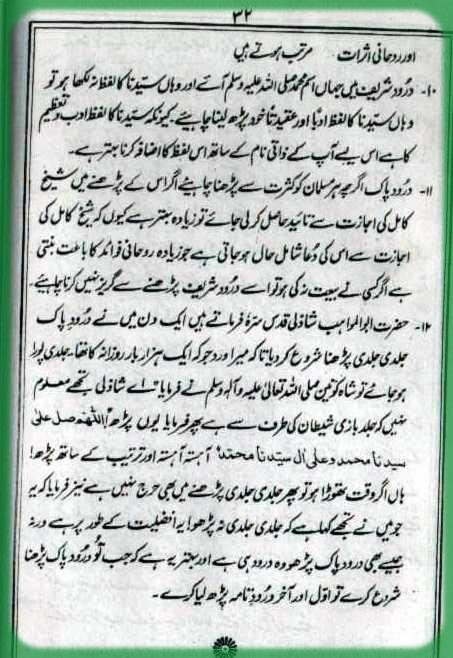 ۳۲
اور روحانی اثرات مرتب ہوتے ہیں
۱۰- درود شریف میں جہاں اسم محمد صلی اللہ علیہ وسلم آئے اور وہاں سیدنا کا لفظ نہ لکھا ہو تو
وہاں سیدنا کا لفظ ادباً اور عقیدتاً خود پڑھ لینا چاہیئے۔ کیونکہ سیدنا کا لفظ ادب و تعظیم
کا ہے اس لیے آپ کے ذاتی نام کے ساتھ اس لفظ کا اضافہ کرنا بہتر ہے۔
۱۱- درود پاک اگرچہ ہر مسلمان کو کثرت سے پڑھنا چاہیئے اگر اس کے پڑھنے میں شیخ
کامل کی اجازت سے تائید حاصل کر لی جائے تو زیادہ بہتر ہے کیوں کہ شیخ کامل کی
اجازت سے اس کی دُعا شامل حال ہو جاتی ہے جو زیادہ روحانی فوائد کا باعث بنتی
ہے اگر کسی نے بیعت نہ کی ہو تو اسے درود شریف پڑھنے سے گریز نہیں کرنا چاہیئے۔
۱۲- حضرت ابوالمواہب شاذلی قدس سرہٗ فرماتے ہیں ایک دن میں نے درود پاک
جلدی جلدی پڑھنا شروع کر دیا تاکہ میرا ورد جو کہ ایک ہزار بار روزانہ کا تھا۔ جلدی پورا
ہو جائے تو شاہ کونین صلی اللہ تعالیٰ علیہ و آلہ وسلم نے فرمایا "اے شاذلی تجھے معلوم
نہیں کہ جلد بازی شیطان کی طرف سے ہے پھر فرمایا یوں پڑھ اللّٰھم صل علی
سیدنا محمد و علی اٰل سیدنا محمد" آہستہ آہستہ اور ترتیب کے ساتھ پڑھ!
ہاں اگر وقت تھوڑا ہو تو پھر جلدی جلدی پڑھنے میں بھی حرج نہیں ہے نیز فرمایا کہ یہ
جو میں نے تجھے کہا ہے کہ جلدی جلدی نہ پڑھو! یہ افضلیت کے طور پر ہے ورنہ
جیسے بھی درود پاک پڑھو وہ درود ہی ہے اور بہتر یہ ہے کہ جب تو درود پاک پڑھنا
شروع کرے تو اول اور آخر درود تامہ پڑھ لیا کرے۔